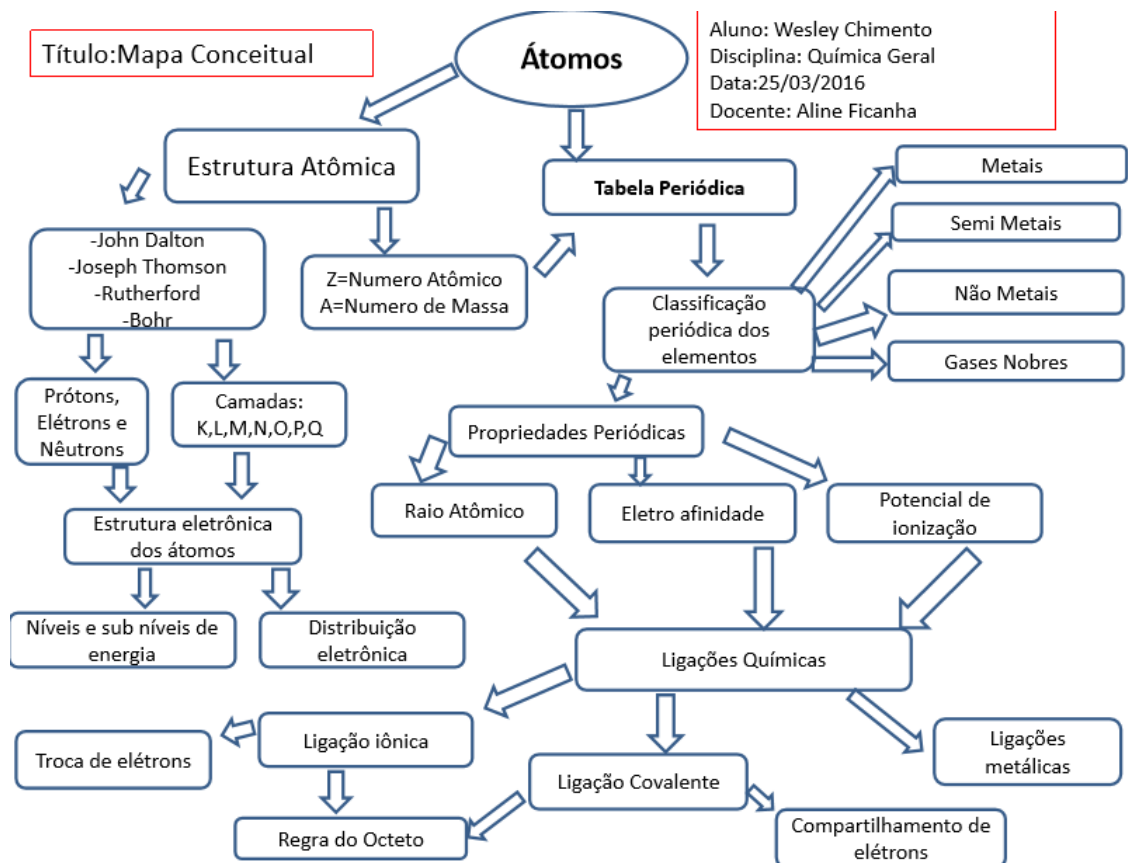 Título:Mapa Conceitual
Átomos
Aluno: Wesley Chimento
Disciplina: Química Geral
Data:25/03/2016
Docente: Aline Ficanha
Estrutura Atômica
Tabela Periódica
Metais
Semi Metais
Não Metais
Gases Nobres
-John Dalton
-Joseph Thomson
-Rutherford
-Bohr
Z=Numero Atômico
A=Numero de Massa
Classificação
periódica dos
elementos
Prótons,
Elétrons e
Nêutrons
Camadas:
K,L,M,N,O,P,Q
Propriedades Periódicas
Raio Atômico
Eletro afinidade
Potencial de
ionização
Estrutura eletrônica
dos átomos
Níveis e sub níveis de
energia
Distribuição
eletrônica
Ligações Químicas
Troca de elétrons
Ligação iônica
Ligação Covalente
Ligações
metálicas
Regra do Octeto
Compartilhamento de
elétrons